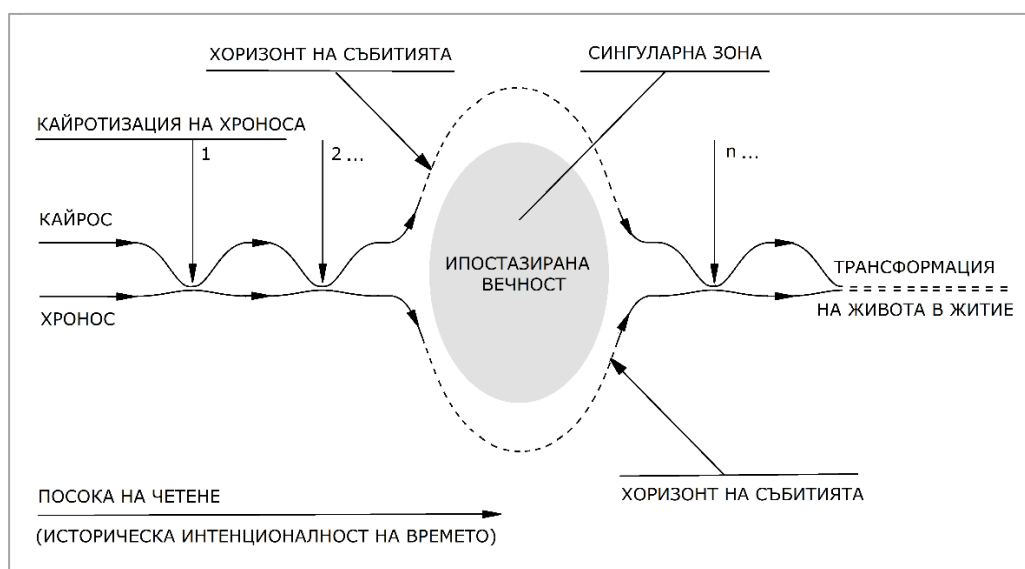 ХОРИЗОНТ НА СЪБИТИЯТА
СИНГУЛАРНА ЗОНА
КАЙРОТИЗАЦИЯ НА ХРОНОСА
1
2 ...
n...
КАЙРОС
ХРОНОС
ИПОСТАЗИРАНА
ВЕЧНОСТ
ТРАНСФОРМАЦИЯ
НА ЖИВОТА В ЖИТИЕ
ХОРИЗОНТ НА СЪБИТИЯТА
ПОСОКА НА ЧЕТЕНЕ
(ИСТОРИЧЕСКА ИНТЕНЦИОНАЛНОСТ НА ВРЕМЕТО)